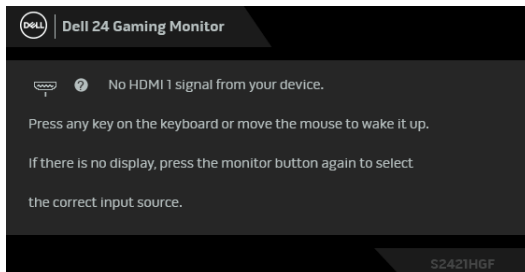 DELL Dell 24 Gaming Monitor
? No HDMI 1 signal from your device.
Press any key on the keyboard or move the mouse to wake it up.
If there is no display, press the monitor button again to select
the correct input source.
S2421HGF